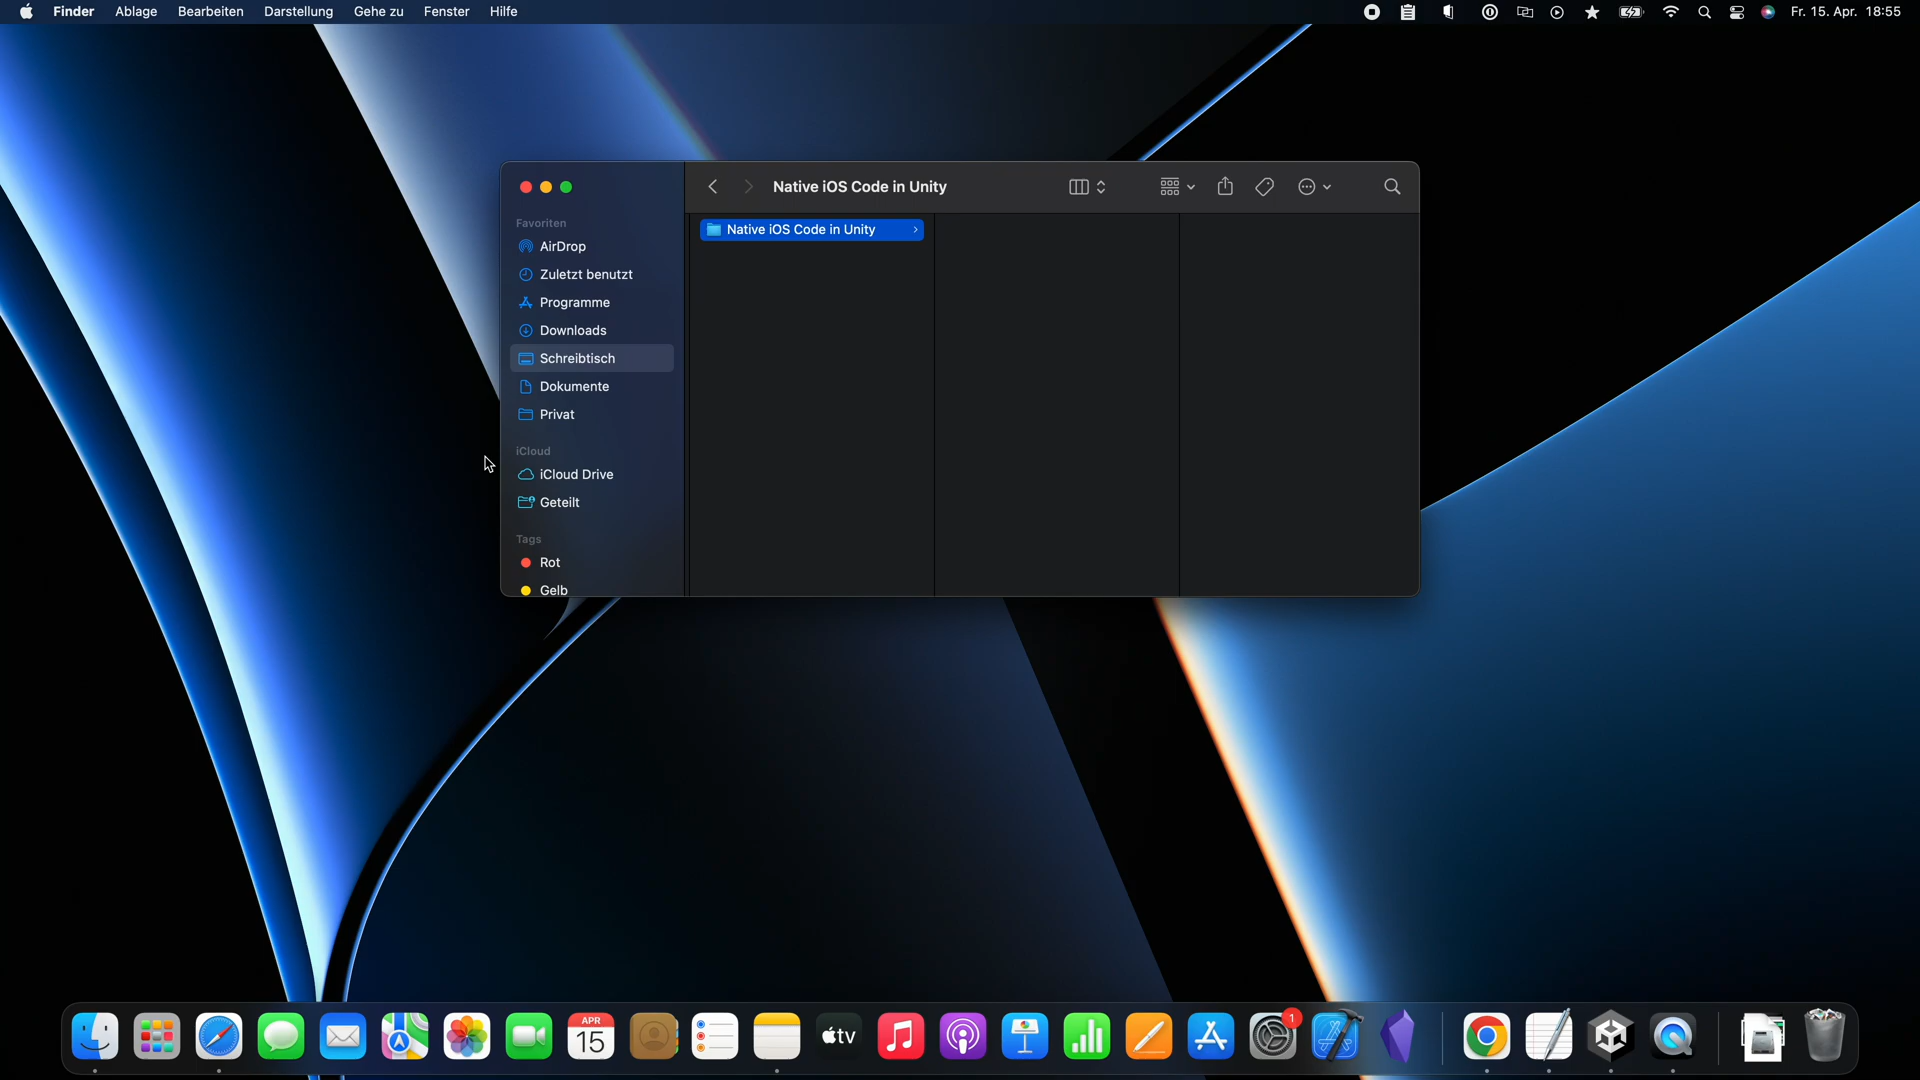 Finder Ablage Bearbeiten Darstellung Gehe zu Fenster Hilfe Fr. 15. Apr. 18:55
Native iOS Code in Unity
Favoriten
AirDrop
Zuletzt benutzt
Programme
Downloads
Schreibtisch
Dokumente
Privat
iCloud
iCloud Drive
Geteilt
Tags
Rot
Gelb
Native iOS Code in Unity
APR
15
tv
1